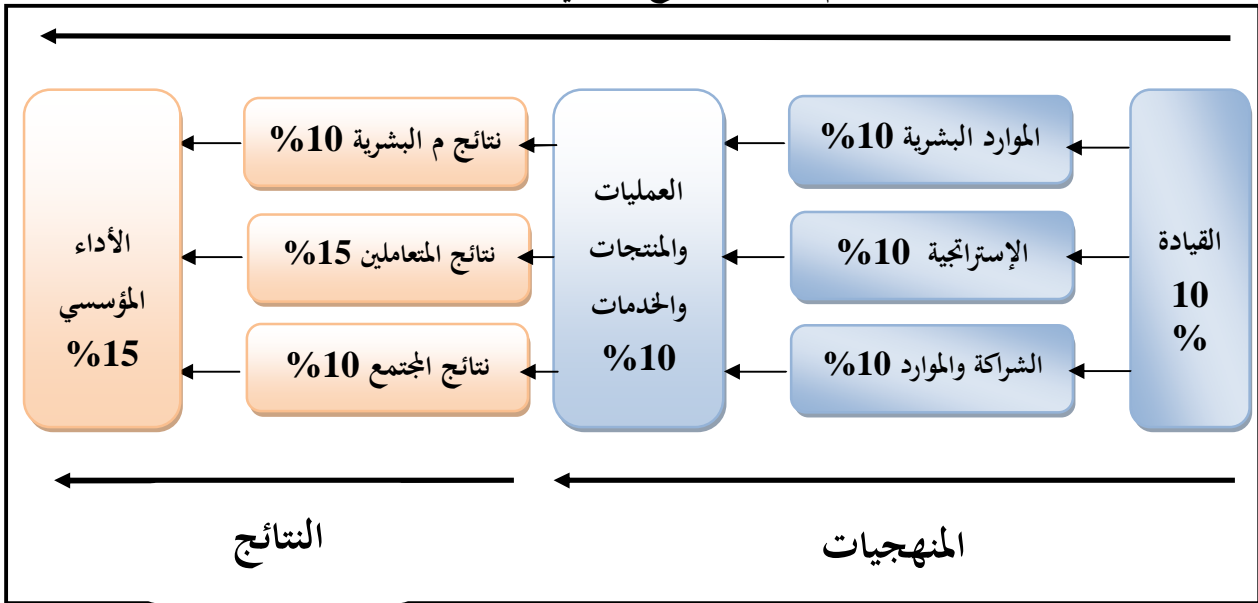 القيادة
10
%
الموارد البشرية 10%
الإستراتجية 10%
الشراكة والموارد 10%
العمليات
والمنتجات
والخدمات
10%
نتائج م البشرية 10%
نتائج المتعاملين 15%
نتائج المجتمع 10%
الأداء
المؤسسي
15%
المنهجيات
النتائج